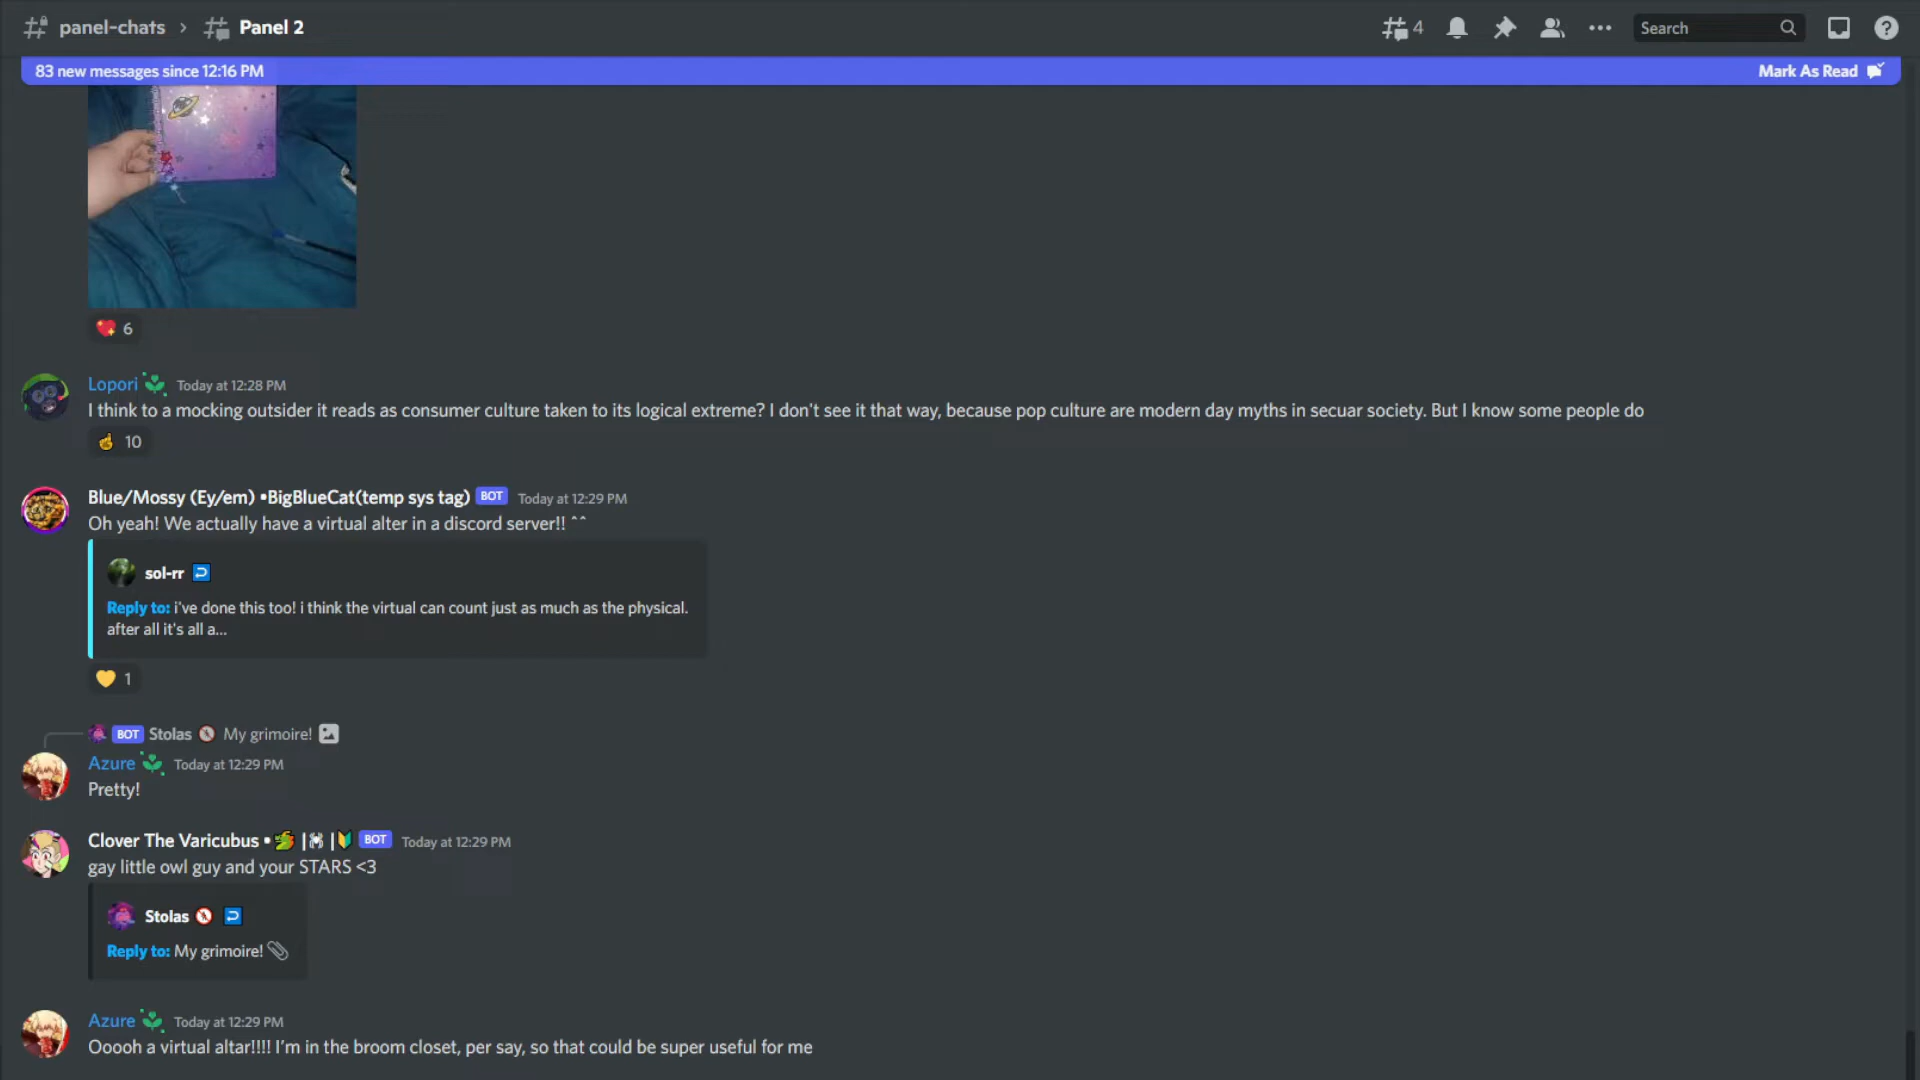 panel-chats › Panel 2
4
Search
83 new messages since 12:16 PM
Mark As Read
6
Lopori Today at 12:28 PM
I think to a mocking outsider it reads as consumer culture taken to its logical extreme? I don't see it that way, because pop culture are modern day myths in secuar society. But I know some people do
10
Blue/Mossy (Ey/em) •BigBlueCat(temp sys tag) BOT Today at 12:29 PM
Oh yeah! We actually have a virtual alter in a discord server!! ^^
sol-rr
Reply to: i've done this too! i think the virtual can count just as much as the physical.
after all it's all a...
1
BOT Stolas My grimoire!
Azure Today at 12:29 PM
Pretty!
Clover The Varicubus • | | BOT Today at 12:29 PM
gay little owl guy and your STARS <3
Stolas
Reply to: My grimoire!
Azure Today at 12:29 PM
Ooooh a virtual altar!!!! I'm in the broom closet, per say, so that could be super useful for me